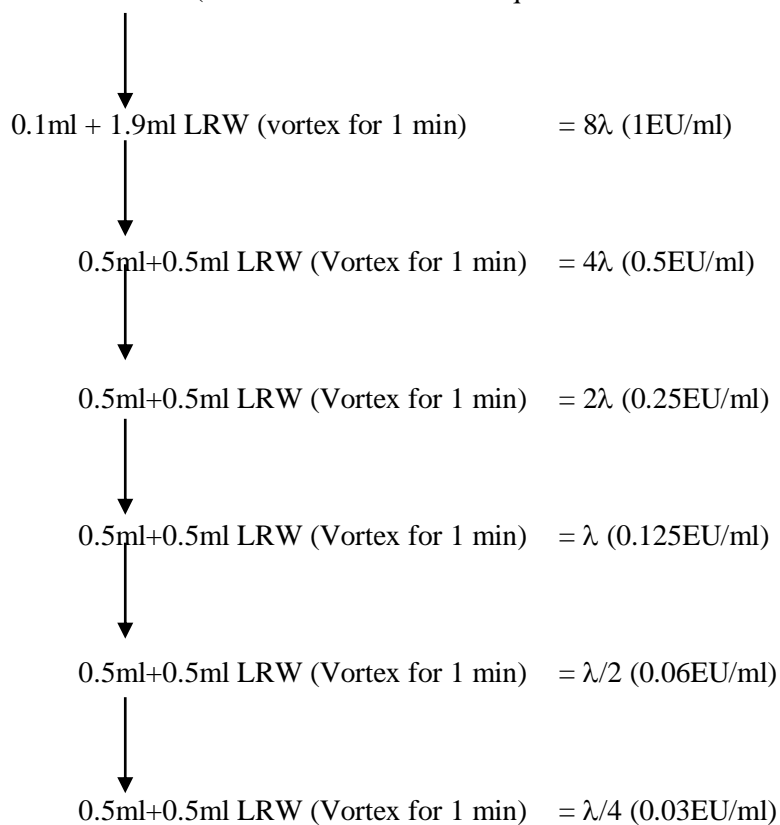 0.1ml + 1.9ml LRW (vortex for 1 min) = 8λ (1EU/ml)
0.5ml+0.5ml LRW (Vortex for 1 min) = 4λ (0.5EU/ml)
0.5ml+0.5ml LRW (Vortex for 1 min) = 2λ (0.25EU/ml)
0.5ml+0.5ml LRW (Vortex for 1 min) = λ (0.125EU/ml)
0.5ml+0.5ml LRW (Vortex for 1 min) = λ/2 (0.06EU/ml)
0.5ml+0.5ml LRW (Vortex for 1 min) = λ/4 (0.03EU/ml)